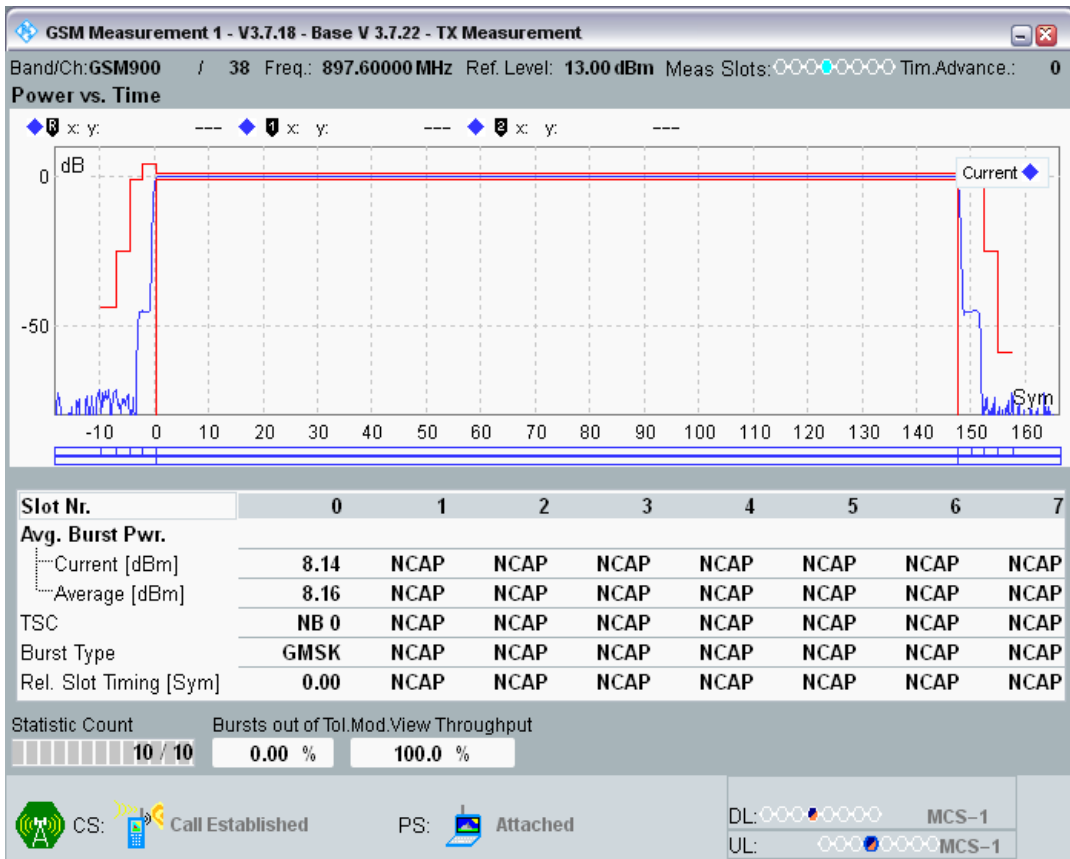 GSM Measurement 1 - V3.7.18 - Base V 3.7.22 - TX Measurement
Band/Ch:GSM900 / 38 Freq.: 897.60000 MHz Ref. Level: 13.00 dBm Meas Slots: Tim.Advance.: 0
Power vs. Time
R x: y: --- 1 x: y: --- 2 x: y: ---
dB
0
Current
-50
Sym
-10 0 10 20 30 40 50 60 70 80 90 100 110 120 130 140 150 160
Slot Nr. 0 1 2 3 4 5 6 7
Avg. Burst Pwr.
Current [dBm] 8.14 NCAP NCAP NCAP NCAP NCAP NCAP NCAP
Average [dBm] 8.16 NCAP NCAP NCAP NCAP NCAP NCAP NCAP
TSC NB 0 NCAP NCAP NCAP NCAP NCAP NCAP NCAP
Burst Type GMSK NCAP NCAP NCAP NCAP NCAP NCAP NCAP
Rel. Slot Timing [Sym] 0.00 NCAP NCAP NCAP NCAP NCAP NCAP NCAP
Statistic Count Bursts out of Tol.Mod.View Throughput
10 / 10 0.00 % 100.0 %
CS: Call Established PS: Attached
DL: MCS-1
UL: MCS-1